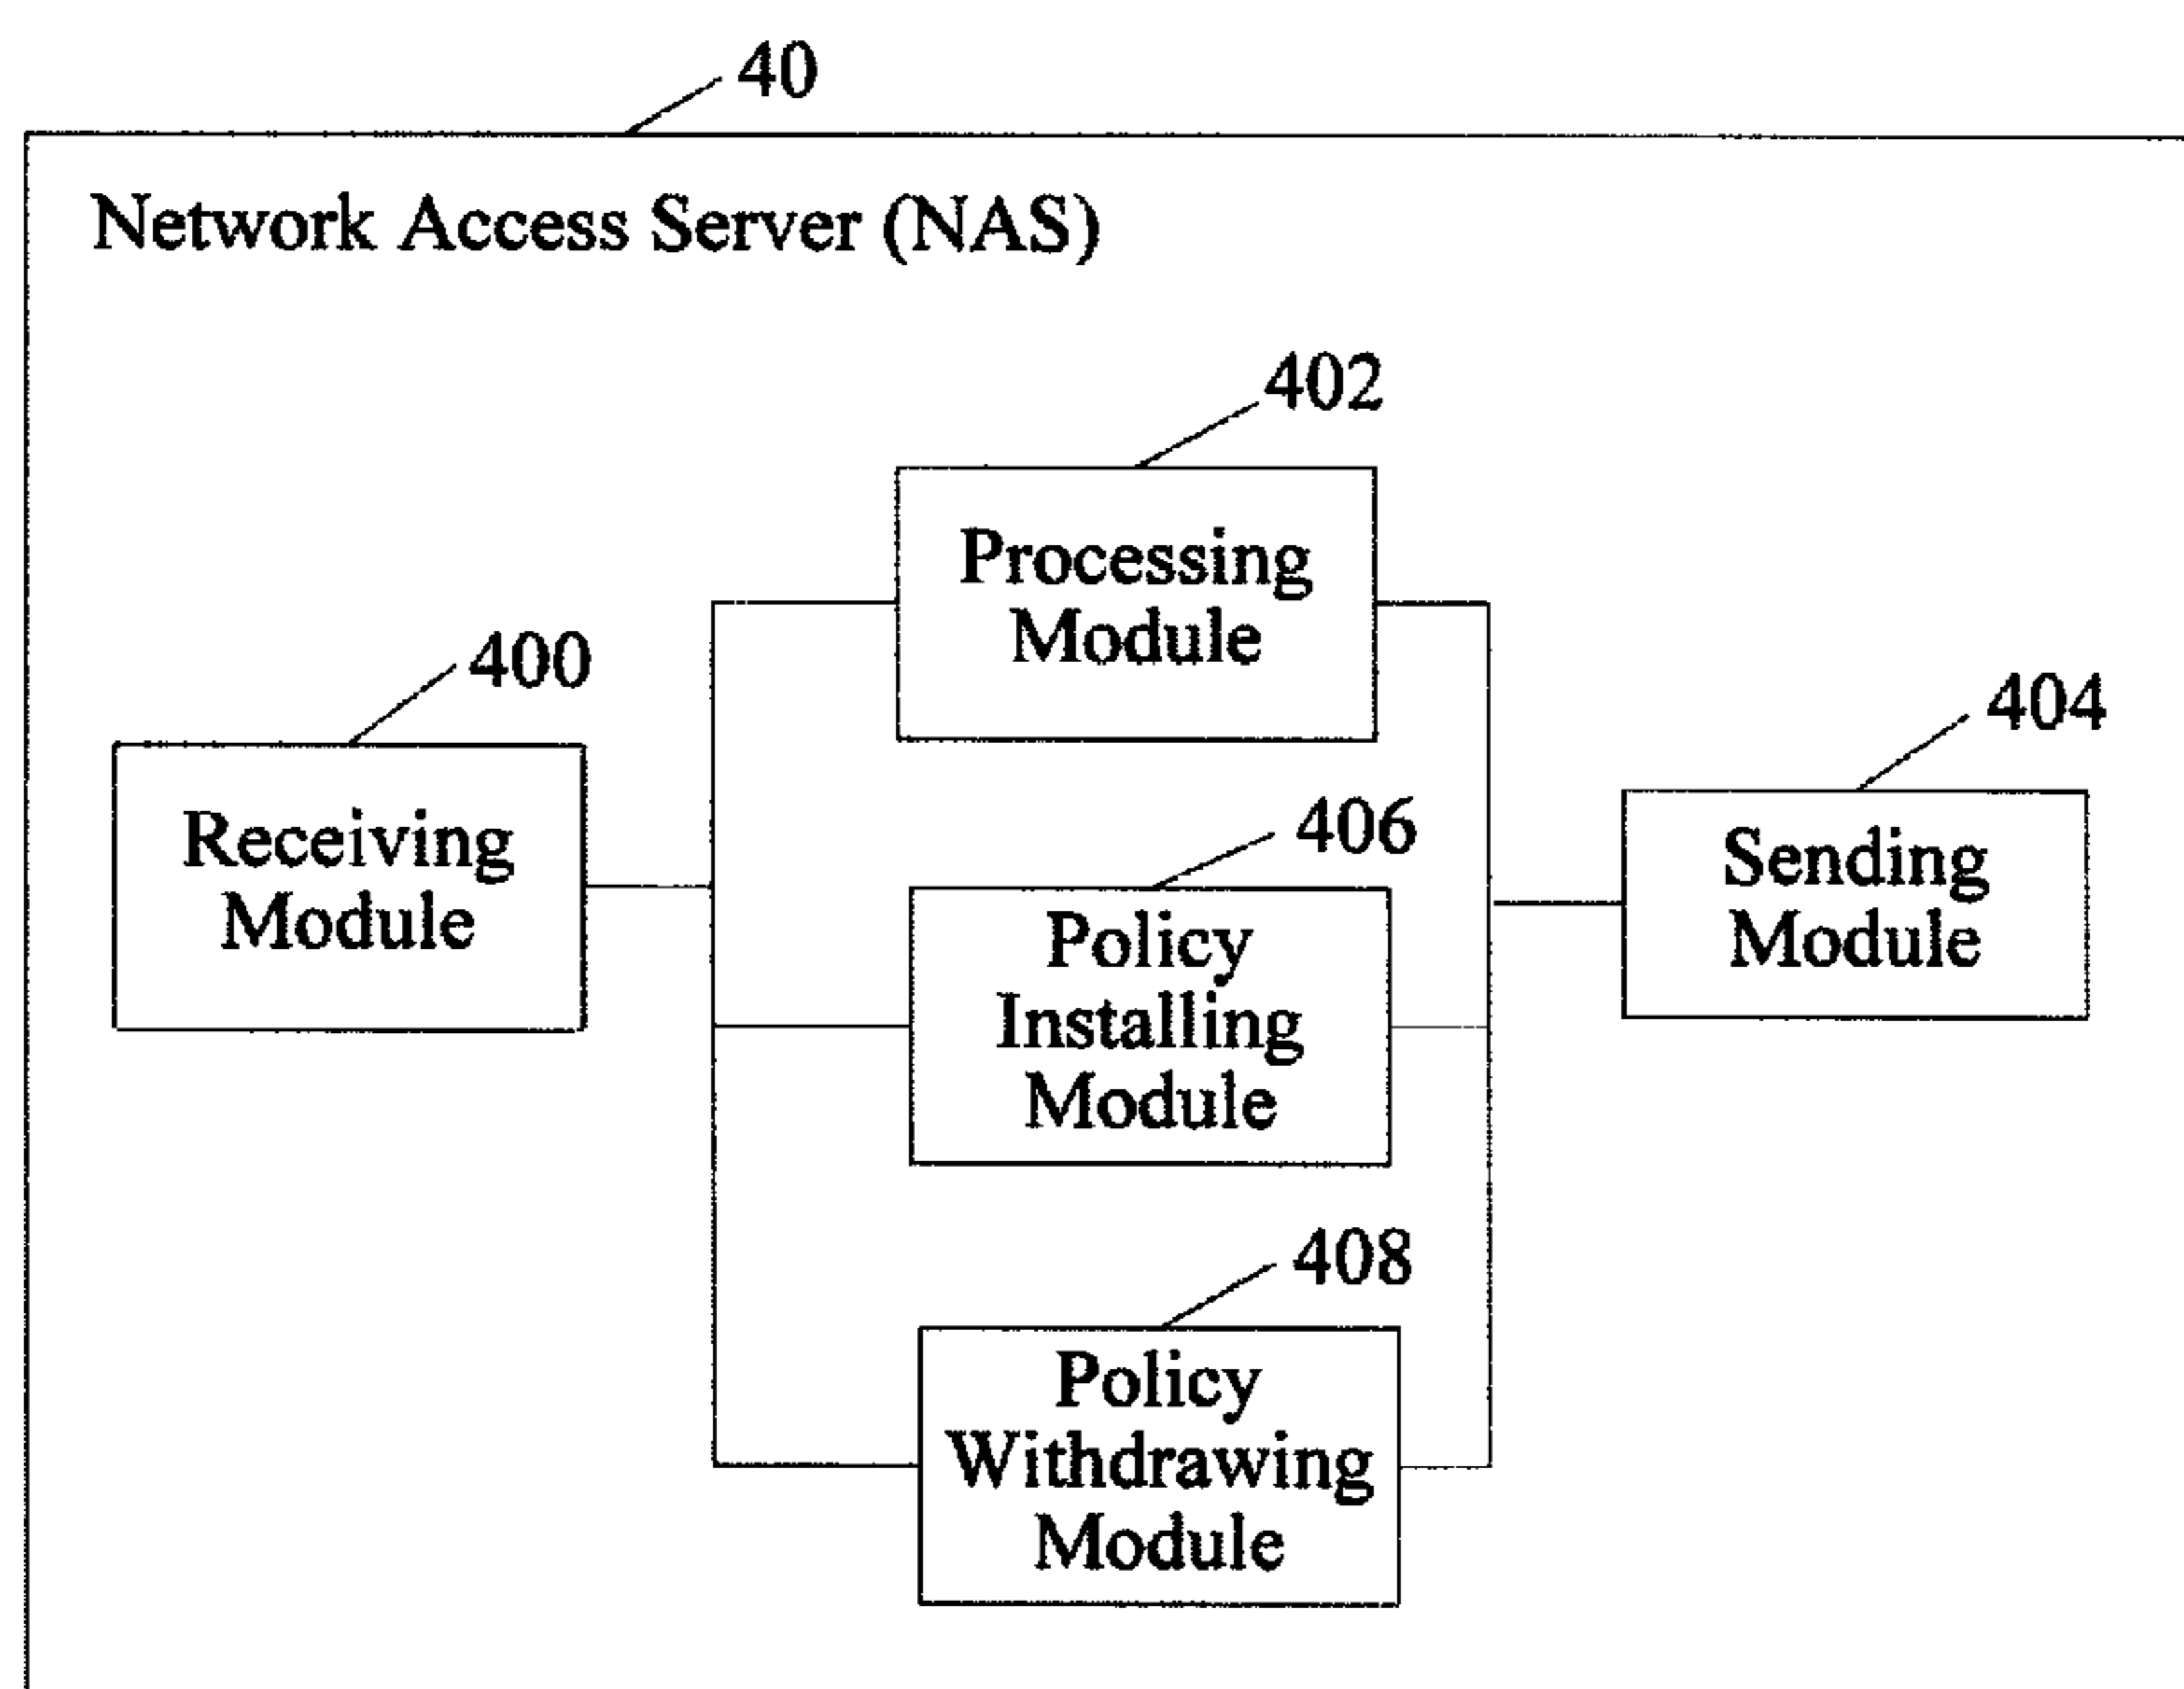 40
Network Access Server (NAS)
402
Processing
Module
400
Receiving
Module
404
Sending
Module
406
Policy
Installing
Module
408
Policy
Withdrawing
Module